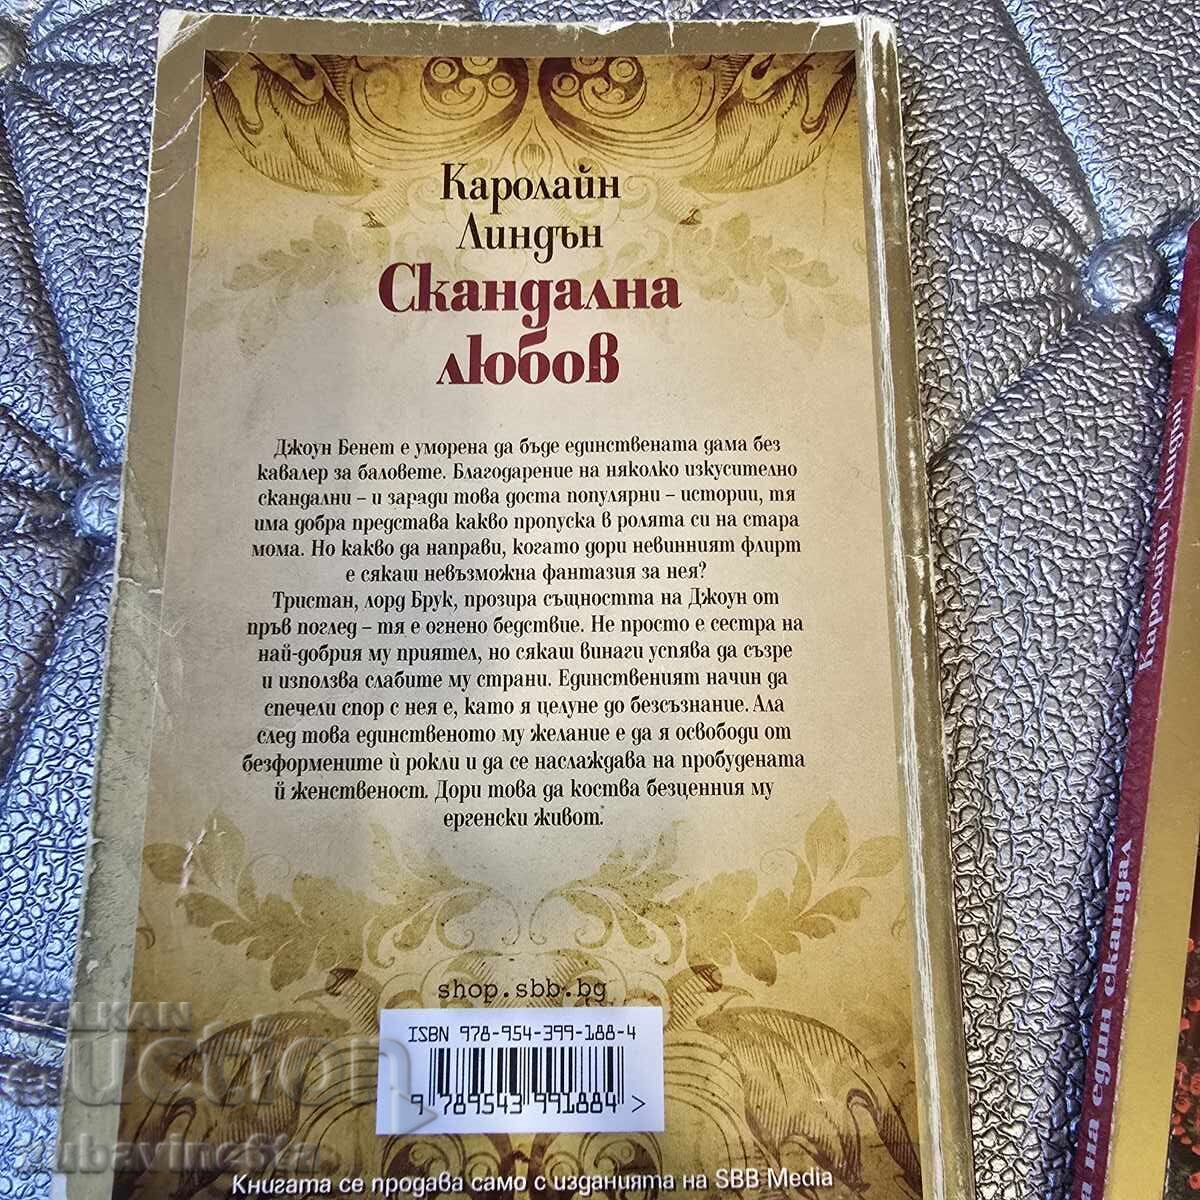 Каролайн
Линдън
Скандална
любов
Джоун Бенет е уморена да бъде единствената дама без
кавалер за баловете. Благодарение на няколко изкусително
скандални – и заради това доста популярни – истории, тя
има добра представа какво пропуска в ролята си на стара
мома. Но какво да направи, когато дори невинният флирт
е сякаш невъзможна фантазия за нея?
Тристан, лорд Брук, прозира същността на Джоун от
пръв поглед – тя е огнено бедствие. Не просто е сестра на
най-добрия му приятел, но сякаш винаги успява да съзре
и използва слабите му страни. Единственият начин да
спечели спор с нея е, като я целуне до безсъзнание. Ала
след това единственото му желание е да я освободи от
безформените ѝ рокли и да се наслаждава на пробудената
ѝ женственост. Дори това да коства безценния му
ергенски живот.
shop.sbb.bg
ISBN 978-954-399-188-4
9 789543 991884 >
Книгата се продава само с изданията на SBB Media
Каролайн Линдън
на един скандал
BALKAN
auction
hubavinettia